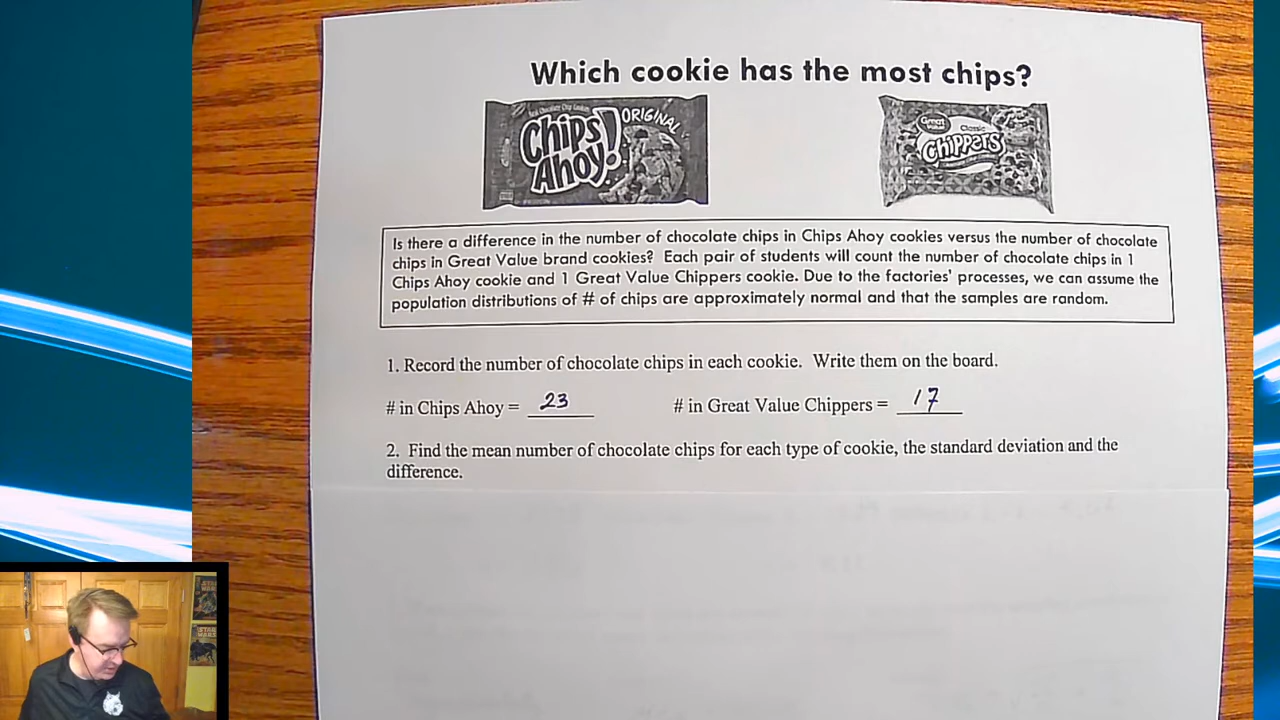 Which cookie has the most chips?
Chips Ahoy! ORIGINAL
Great Value Classic Chippers
Is there a difference in the number of chocolate chips in Chips Ahoy cookies versus the number of chocolate
chips in Great Value brand cookies? Each pair of students will count the number of chocolate chips in 1
Chips Ahoy cookie and 1 Great Value Chippers cookie. Due to the factories' processes, we can assume the
population distributions of # of chips are approximately normal and that the samples are random.
1. Record the number of chocolate chips in each cookie. Write them on the board.
# in Chips Ahoy = 23 # in Great Value Chippers = 17
2. Find the mean number of chocolate chips for each type of cookie, the standard deviation and the
difference.
STAR WARS
STAR WARS